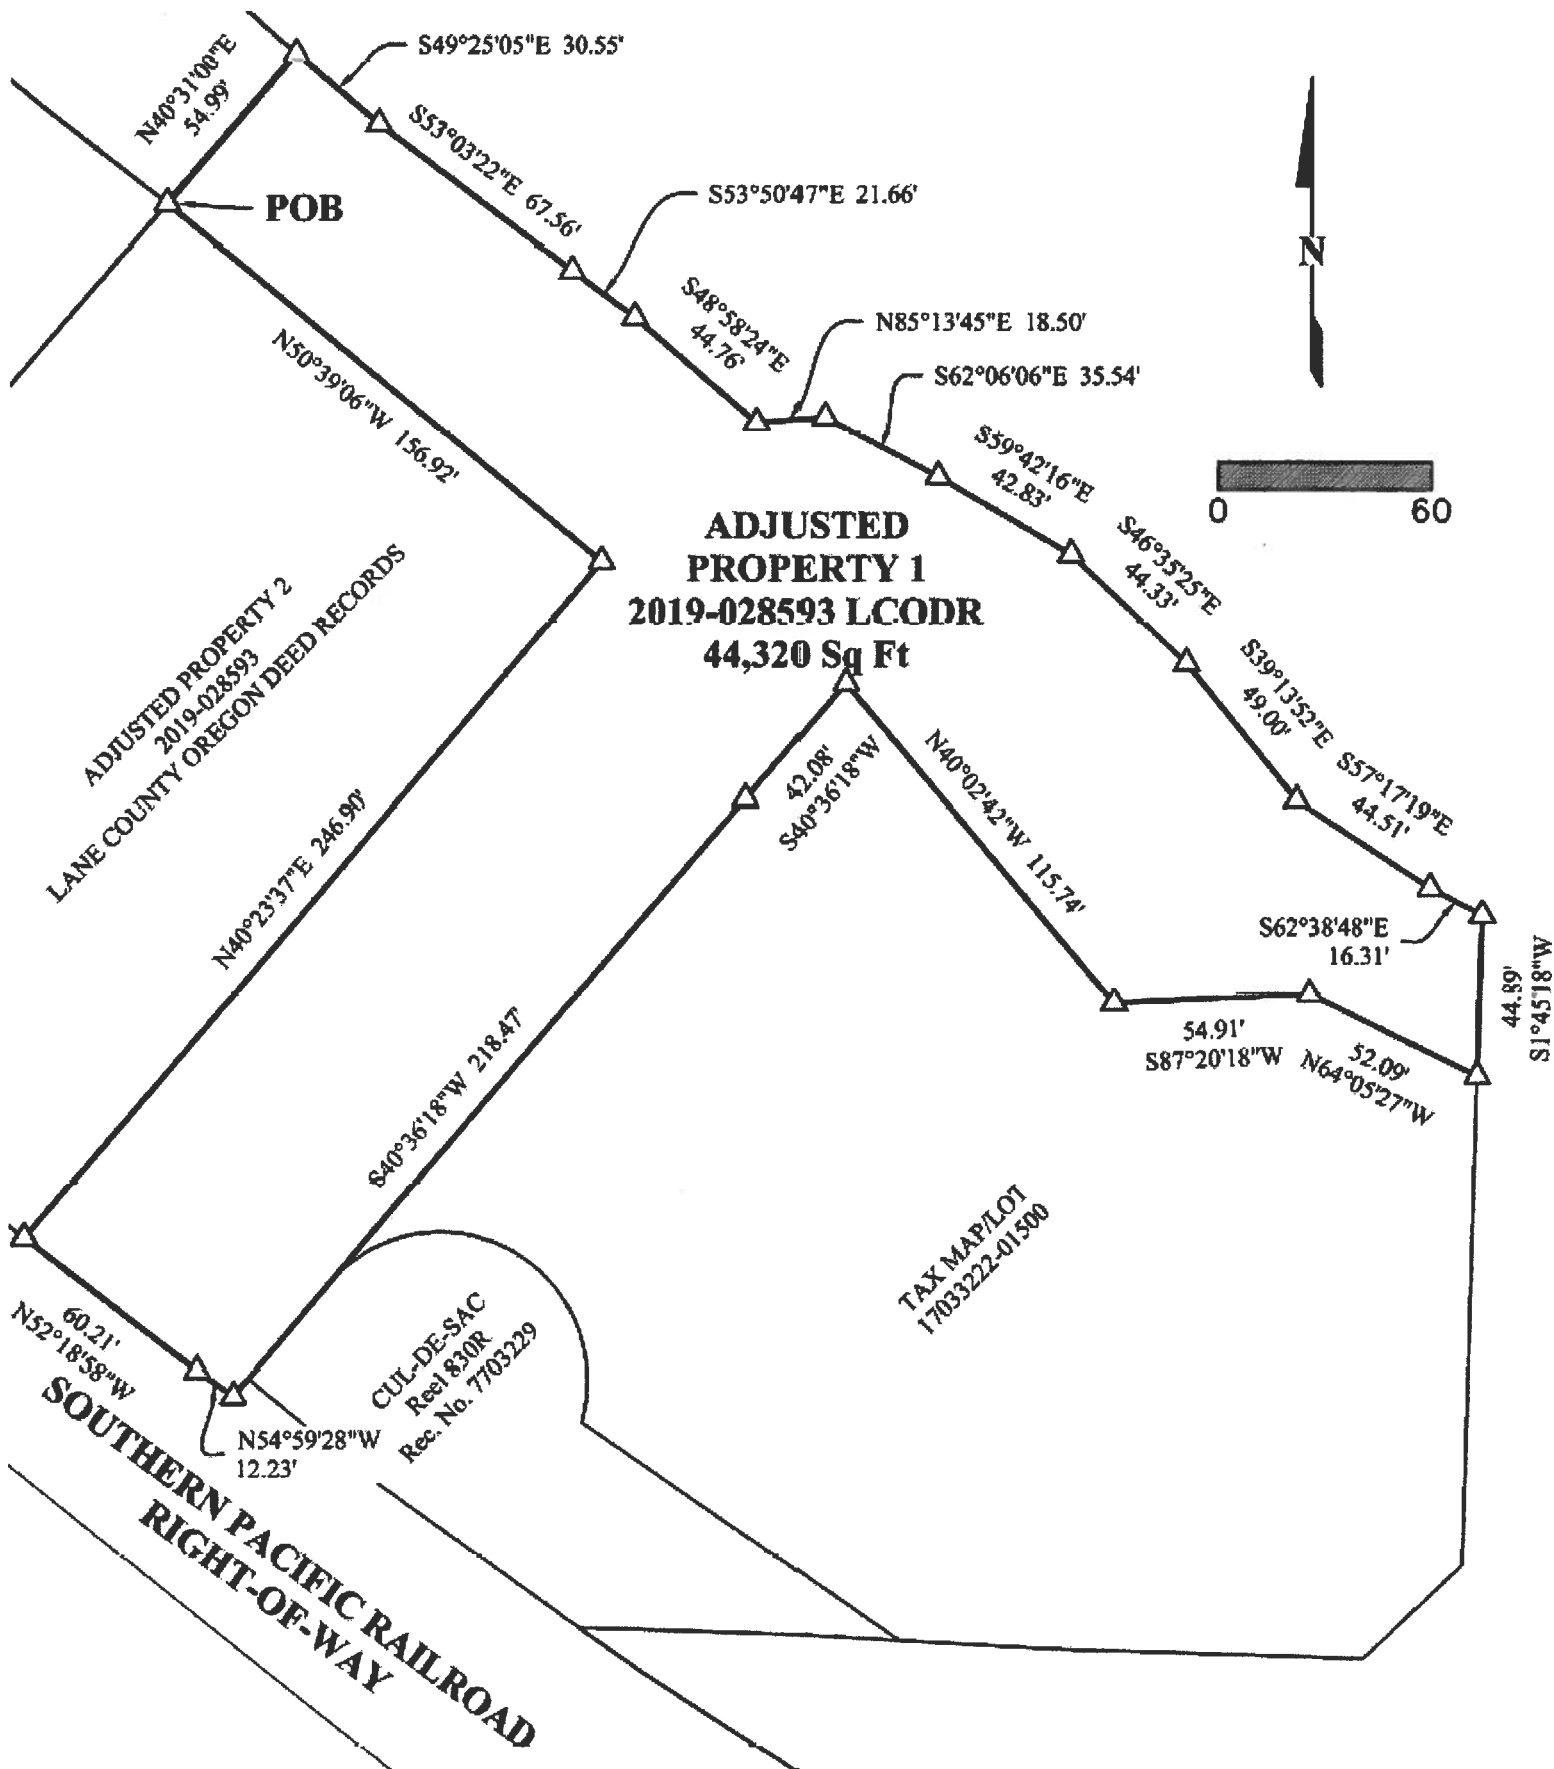 S49°25'05"E 30.55'
N40°31'00"E
54.99'
S53°03'22"E 67.56'
POB
S53°50'47"E 21.66'
N
S48°58'24"E
44.76'
N85°13'45"E 18.50'
S62°06'06"E 35.54'
N50°39'06"W 156.92'
S59°42'16"E
42.83'
0 60
ADJUSTED
PROPERTY 1
2019-028593 LCODR
44,320 Sq Ft
S46°35'25"E
44.33'
ADJUSTED PROPERTY 2
2019-028593
LANE COUNTY OREGON DEED RECORDS
S39°13'52"E
49.00'
S57°17'19"E
44.51'
42.08'
S40°36'18"W
N40°02'42"W 115.74'
N40°23'37"E 246.90'
S62°38'48"E
16.31'
44.89'
S1°45'18"W
54.91'
S87°20'18"W
52.09'
N64°05'27"W
S40°36'18"W 218.47'
TAX MAP/LOT
17033222-01500
60.21'
N52°18'58"W
CUL-DE-SAC
Reel 830R
Rec. No. 7703229
N54°59'28"W
12.23'
SOUTHERN PACIFIC RAILROAD
RIGHT-OF-WAY